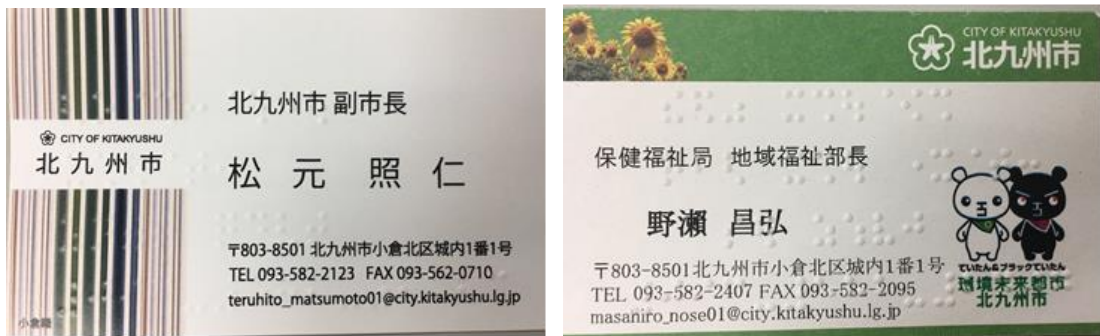 CITY OF KITAKYUSHU
北九州市
北九州市 副市長
松元 照仁
〒803-8501 北九州市小倉北区城内1番1号
TEL 093-582-2123 FAX 093-562-0710
teruhito_matsumoto01@city.kitakyushu.lg.jp
小倉織
CITY OF KITAKYUSHU
北九州市
保健福祉局 地域福祉部長
野瀬 昌弘
〒803-8501北九州市小倉北区城内1番1号
TEL 093-582-2407 FAX 093-582-2095
masahiro_nose01@city.kitakyushu.lg.jp
ていたん&ブラックていたん
環境未来都市
北九州市